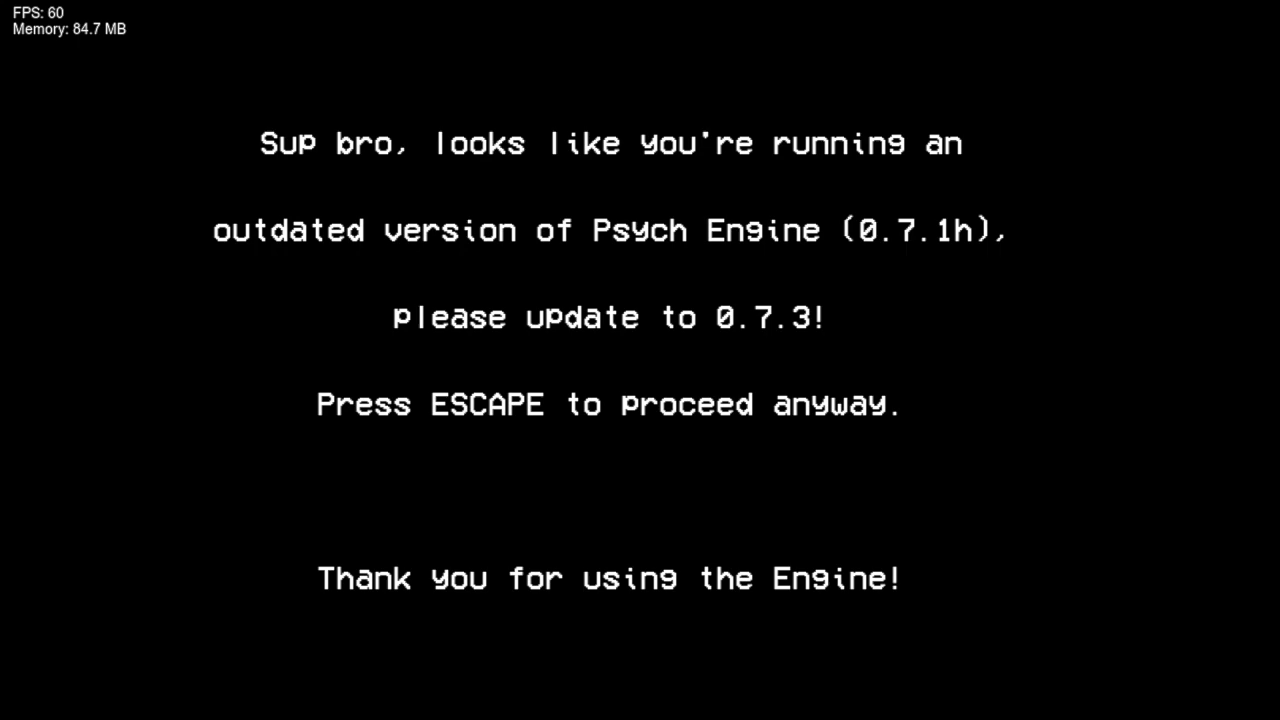 FPS: 60
Memory: 84.7 MB
Sup bro, looks like you're running an
outdated version of Psych Engine (0.7.1h),
please update to 0.7.3!
Press ESCAPE to proceed anyway.
Thank you for using the Engine!